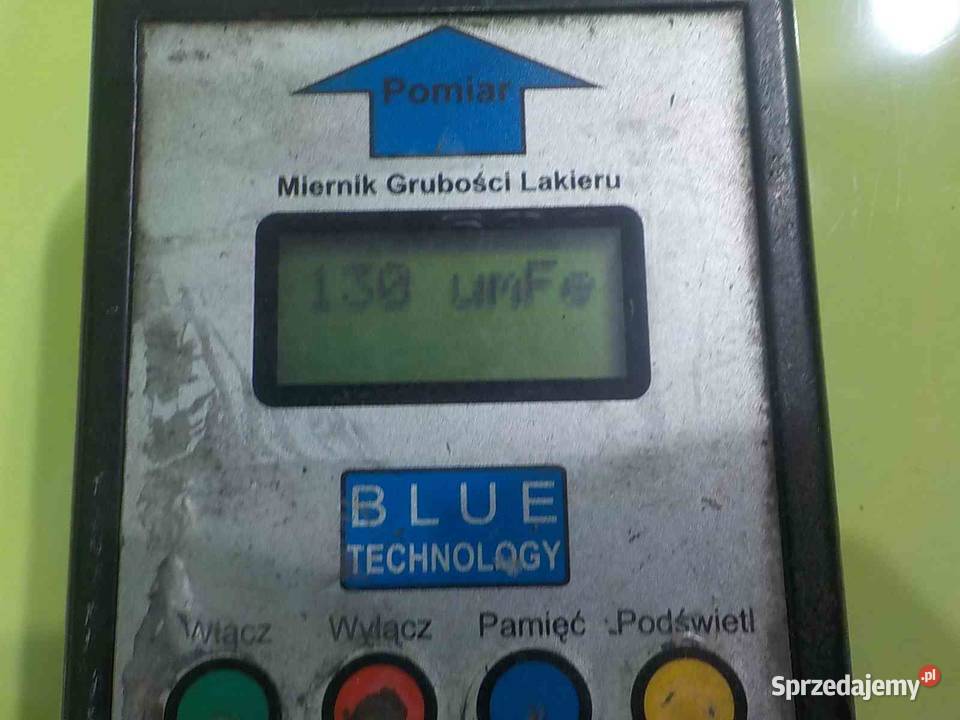 Pomiar
Miernik Grubości Lakieru
130 umFe
BLUE
TECHNOLOGY
Włącz Wyłącz Pamięć Podświetl
Sprzedajemy.pl